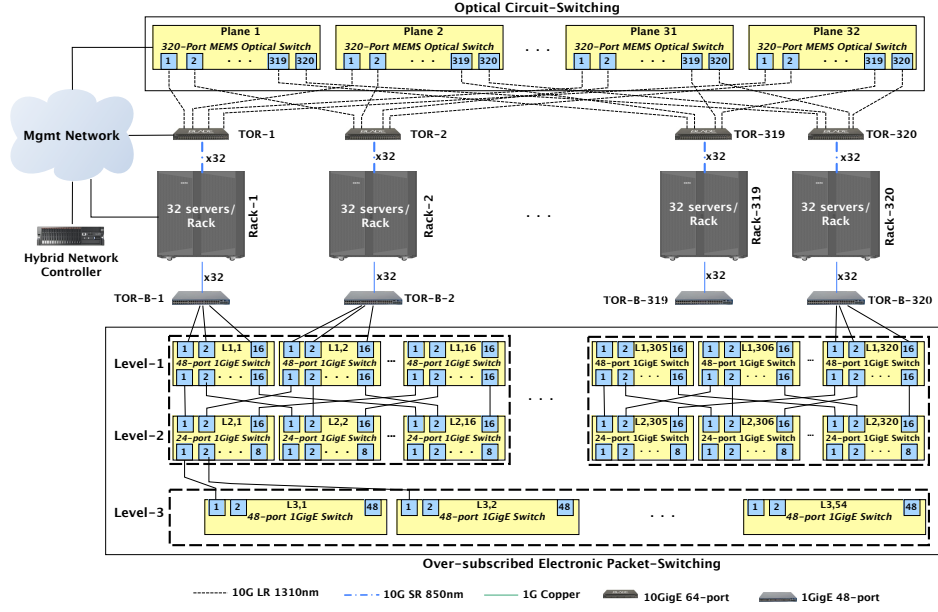 Optical Circuit-Switching
Plane 1
320-Port MEMS Optical Switch
1 2 · · · 319 320
Plane 2
320-Port MEMS Optical Switch
1 2 · · · 319 320
. . .
Plane 31
320-Port MEMS Optical Switch
1 2 · · · 319 320
Plane 32
320-Port MEMS Optical Switch
1 2 · · · 319 320
Mgmt Network
BLADE TOR-1
BLADE TOR-2
BLADE TOR-319
BLADE TOR-320
x32
x32
x32
x32
32 servers/
Rack
Rack-1
32 servers/
Rack
Rack-2
. . .
32 servers/
Rack
Rack-319
32 servers/
Rack
Rack-320
Hybrid Network
Controller
x32
x32
x32
x32
TOR-B-1
TOR-B-2
TOR-B-319
TOR-B-320
Level-1
1 2 L1,1 16
48-port 1GigE Switch
1 2 · · · 16
1 2 L1,2 16
48-port 1GigE Switch
1 2 · · · 16
...
1 2 L1,16 16
48-port 1GigE Switch
1 2 · · · 16
. . .
1 2 L1,305 16
48-port 1GigE Switch
1 2 · · · 16
1 2 L1,306 16
48-port 1GigE Switch
1 2 · · · 16
...
1 2 L1,320 16
48-port 1GigE Switch
1 2 · · · 16
Level-2
1 2 L2,1 16
24-port 1GigE Switch
1 2 · · · 8
1 2 L2,2 16
24-port 1GigE Switch
1 2 · · · 8
...
1 2 L2,16 16
24-port 1GigE Switch
1 2 · · · 8
1 2 L2,305 16
24-port 1GigE Switch
1 2 · · · 8
1 2 L2,306 16
24-port 1GigE Switch
1 2 · · · 8
...
1 2 L2,320 16
24-port 1GigE Switch
1 2 · · · 8
Level-3
1 2 L3,1 48
48-port 1GigE Switch
1 2 L3,2 48
48-port 1GigE Switch
. . .
1 2 L3,54 48
48-port 1GigE Switch
Over-subscribed Electronic Packet-Switching
10G LR 1310nm
10G SR 850nm
1G Copper
10GigE 64-port
1GigE 48-port